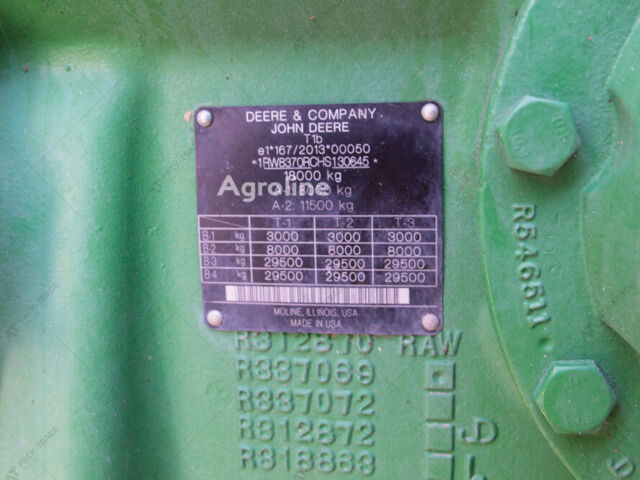 DEERE & COMPANY
JOHN DEERE
T1b
e1*167/2013*00050
*1RW8370RCHS130645*
18000 kg
Agroline
kg
A-2: 11500 kg
T-1 T-2 T-3
B-1 kg 3000 3000 3000
B-2 kg 8000 8000 8000
B-3 kg 29500 29500 29500
B-4 kg 29500 29500 29500
MOLINE, ILLINOIS, USA
MADE IN USA
R546511
R312870 RAW
R337069
R337072
R312872
R318863